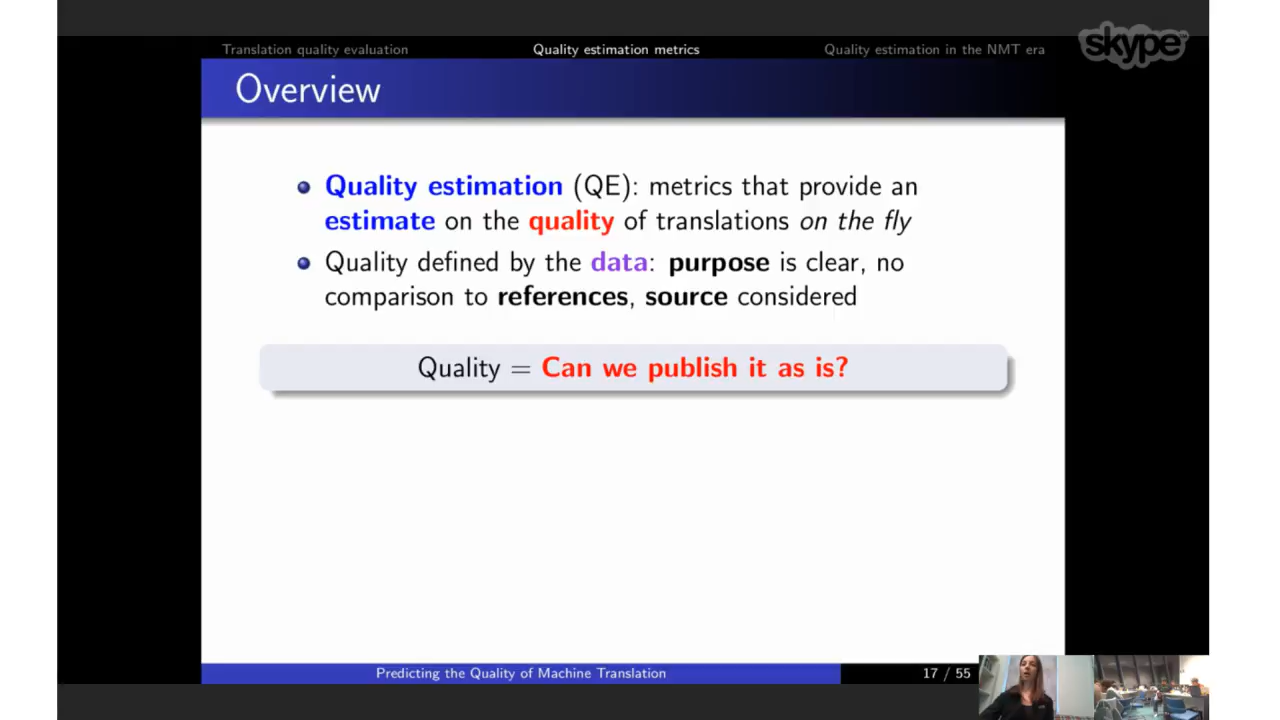 Translation quality evaluation Quality estimation metrics Quality estimation in the NMT era
skype
Overview
Quality estimation (QE): metrics that provide an
estimate on the quality of translations on the fly
Quality defined by the data: purpose is clear, no
comparison to references, source considered
Quality = Can we publish it as is?
Predicting the Quality of Machine Translation 17 / 55